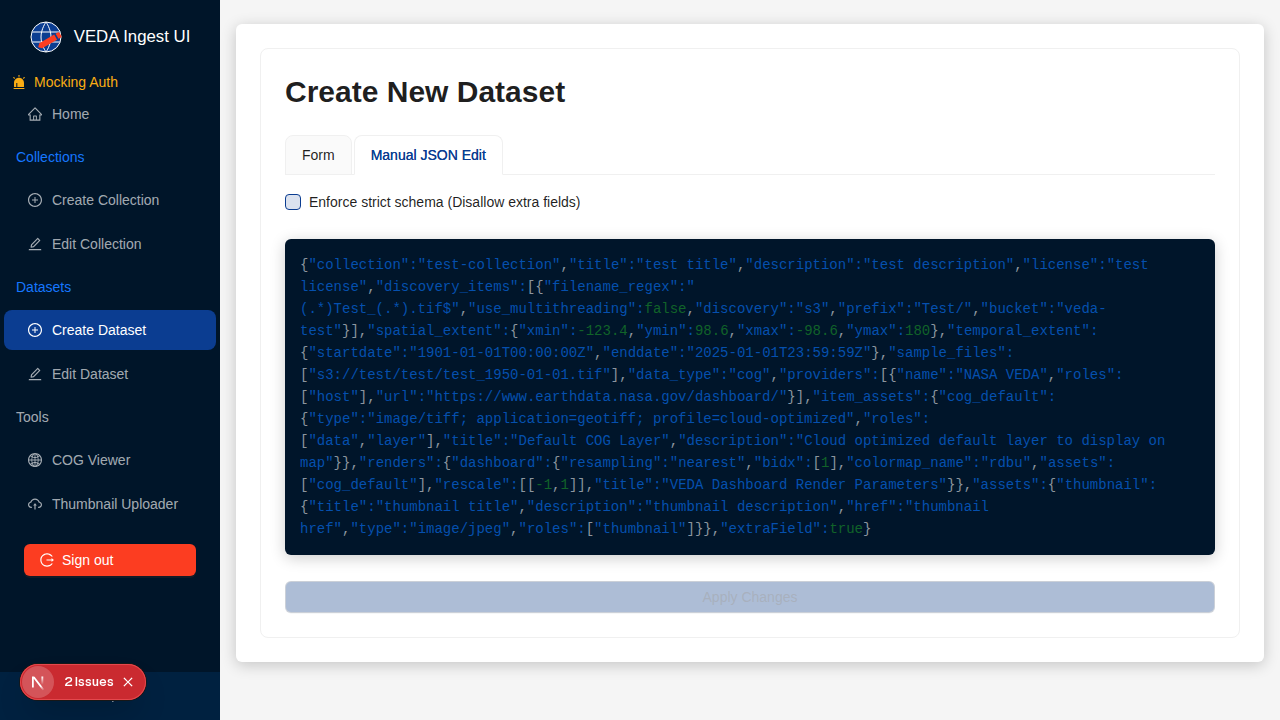 VEDA Ingest UI
Mocking Auth
Home
Collections
Create Collection
Edit Collection
Datasets
Create Dataset
Edit Dataset
Tools
COG Viewer
Thumbnail Uploader
Sign out
2 Issues
Create New Dataset
Form
Manual JSON Edit
Enforce strict schema (Disallow extra fields)
{"collection":"test-collection","title":"test title","description":"test description","license":"test
license","discovery_items":[{"filename_regex":"
(.*)Test_(.*).tif$","use_multithreading":false,"discovery":"s3","prefix":"Test/","bucket":"veda-
test"}],"spatial_extent":{"xmin":-123.4,"ymin":98.6,"xmax":-98.6,"ymax":180},"temporal_extent":
{"startdate":"1901-01-01T00:00:00Z","enddate":"2025-01-01T23:59:59Z"},"sample_files":
["s3://test/test/test_1950-01-01.tif"],"data_type":"cog","providers":[{"name":"NASA VEDA","roles":
["host"],"url":"https://www.earthdata.nasa.gov/dashboard/"}],"item_assets":{"cog_default":
{"type":"image/tiff; application=geotiff; profile=cloud-optimized","roles":
["data","layer"],"title":"Default COG Layer","description":"Cloud optimized default layer to display on
map"}},"renders":{"dashboard":{"resampling":"nearest","bidx":[1],"colormap_name":"rdbu","assets":
["cog_default"],"rescale":[[-1,1]],"title":"VEDA Dashboard Render Parameters"}},"assets":{"thumbnail":
{"title":"thumbnail title","description":"thumbnail description","href":"thumbnail
href","type":"image/jpeg","roles":["thumbnail"]}},"extraField":true}
Apply Changes